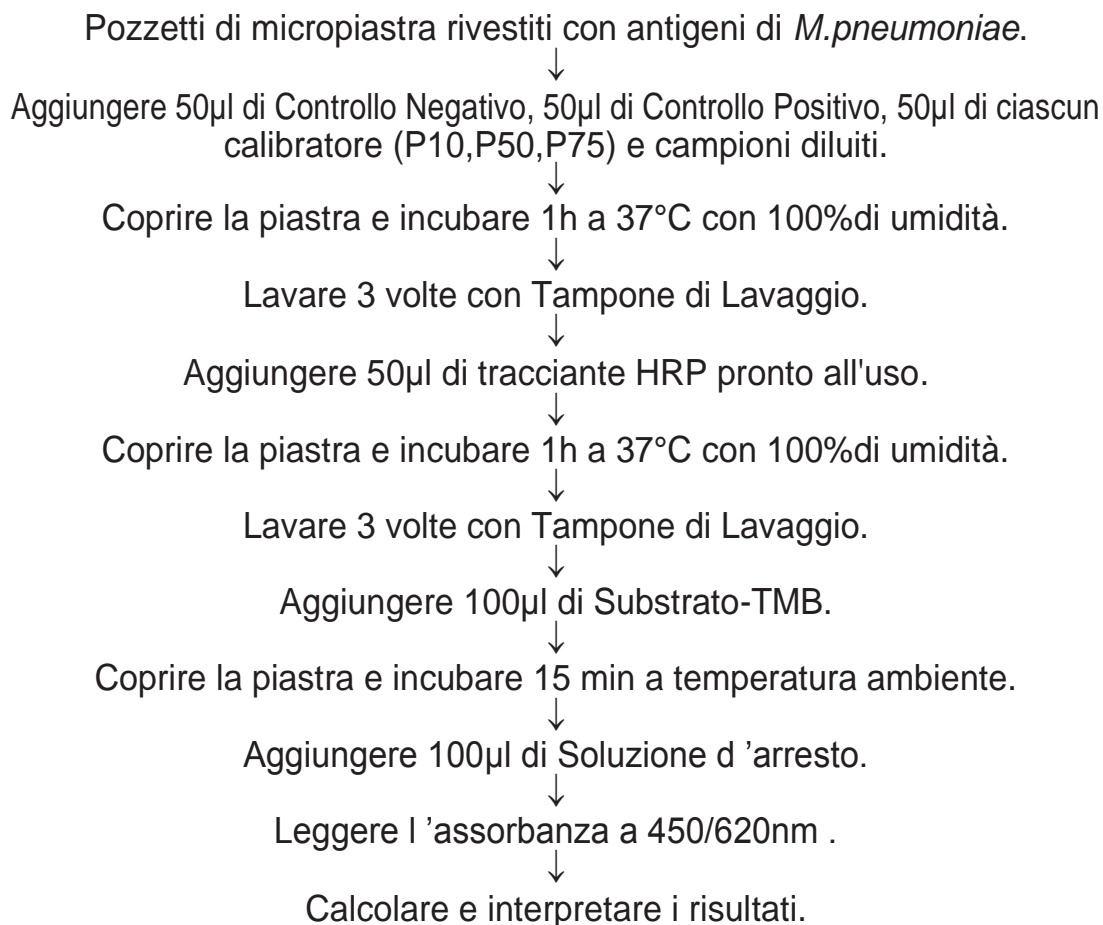 Pozzetti di micropiastra rivestiti con antigeni di M.pneumoniae.
↓
Aggiungere 50µl di Controllo Negativo, 50µl di Controllo Positivo, 50µl di ciascun
calibratore (P10,P50,P75) e campioni diluiti.
↓
Coprire la piastra e incubare 1h a 37°C con 100%di umidità.
↓
Lavare 3 volte con Tampone di Lavaggio.
↓
Aggiungere 50µl di tracciante HRP pronto all'uso.
↓
Coprire la piastra e incubare 1h a 37°C con 100%di umidità.
↓
Lavare 3 volte con Tampone di Lavaggio.
↓
Aggiungere 100µl di Substrato-TMB.
↓
Coprire la piastra e incubare 15 min a temperatura ambiente.
↓
Aggiungere 100µl di Soluzione d 'arresto.
↓
Leggere l 'assorbanza a 450/620nm .
↓
Calcolare e interpretare i risultati.